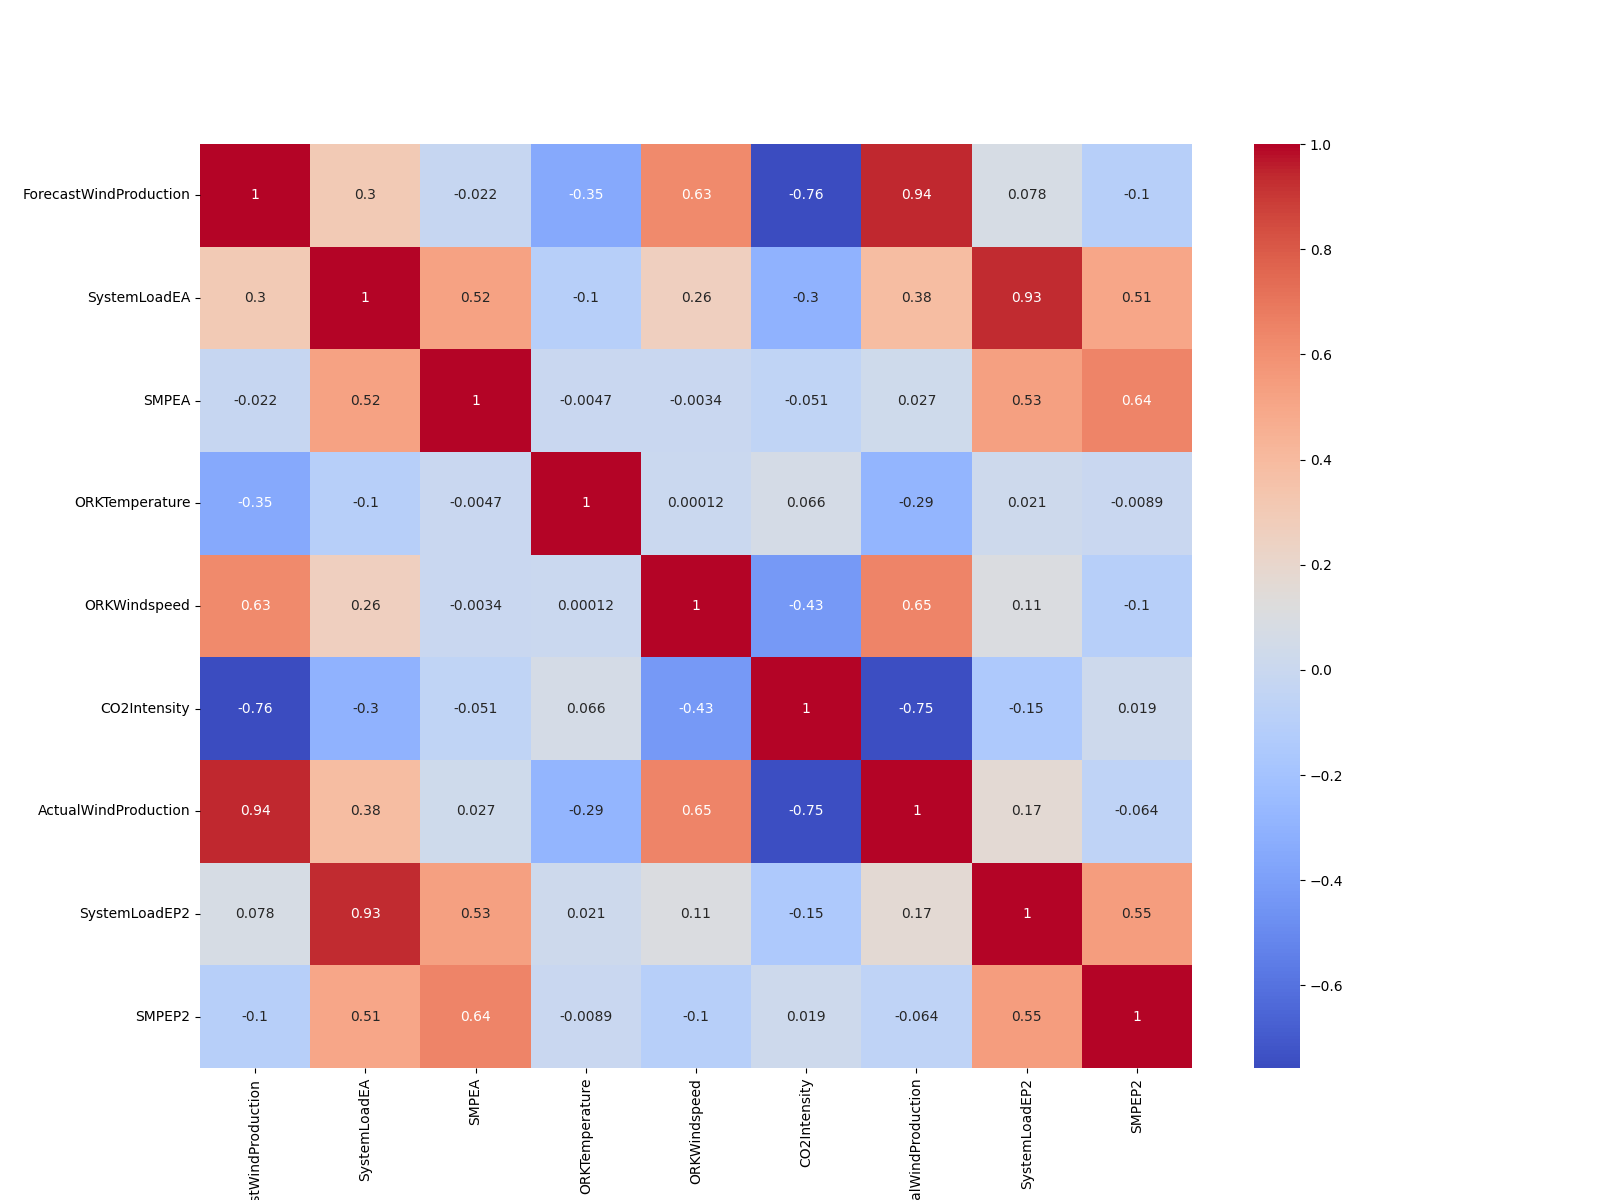 ForecastWindProduction 1 0.3 -0.022 -0.35 0.63 -0.76 0.94 0.078 -0.1
SystemLoadEA 0.3 1 0.52 -0.1 0.26 -0.3 0.38 0.93 0.51
SMPEA -0.022 0.52 1 -0.0047 -0.0034 -0.051 0.027 0.53 0.64
ORKTemperature -0.35 -0.1 -0.0047 1 0.00012 0.066 -0.29 0.021 -0.0089
ORKWindspeed 0.63 0.26 -0.0034 0.00012 1 -0.43 0.65 0.11 -0.1
CO2Intensity -0.76 -0.3 -0.051 0.066 -0.43 1 -0.75 -0.15 0.019
ActualWindProduction 0.94 0.38 0.027 -0.29 0.65 -0.75 1 0.17 -0.064
SystemLoadEP2 0.078 0.93 0.53 0.021 0.11 -0.15 0.17 1 0.55
SMPEP2 -0.1 0.51 0.64 -0.0089 -0.1 0.019 -0.064 0.55 1
stWindProduction
SystemLoadEA
SMPEA
ORKTemperature
ORKWindspeed
CO2Intensity
alWindProduction
SystemLoadEP2
SMPEP2
1.0
0.8
0.6
0.4
0.2
0.0
−0.2
−0.4
−0.6